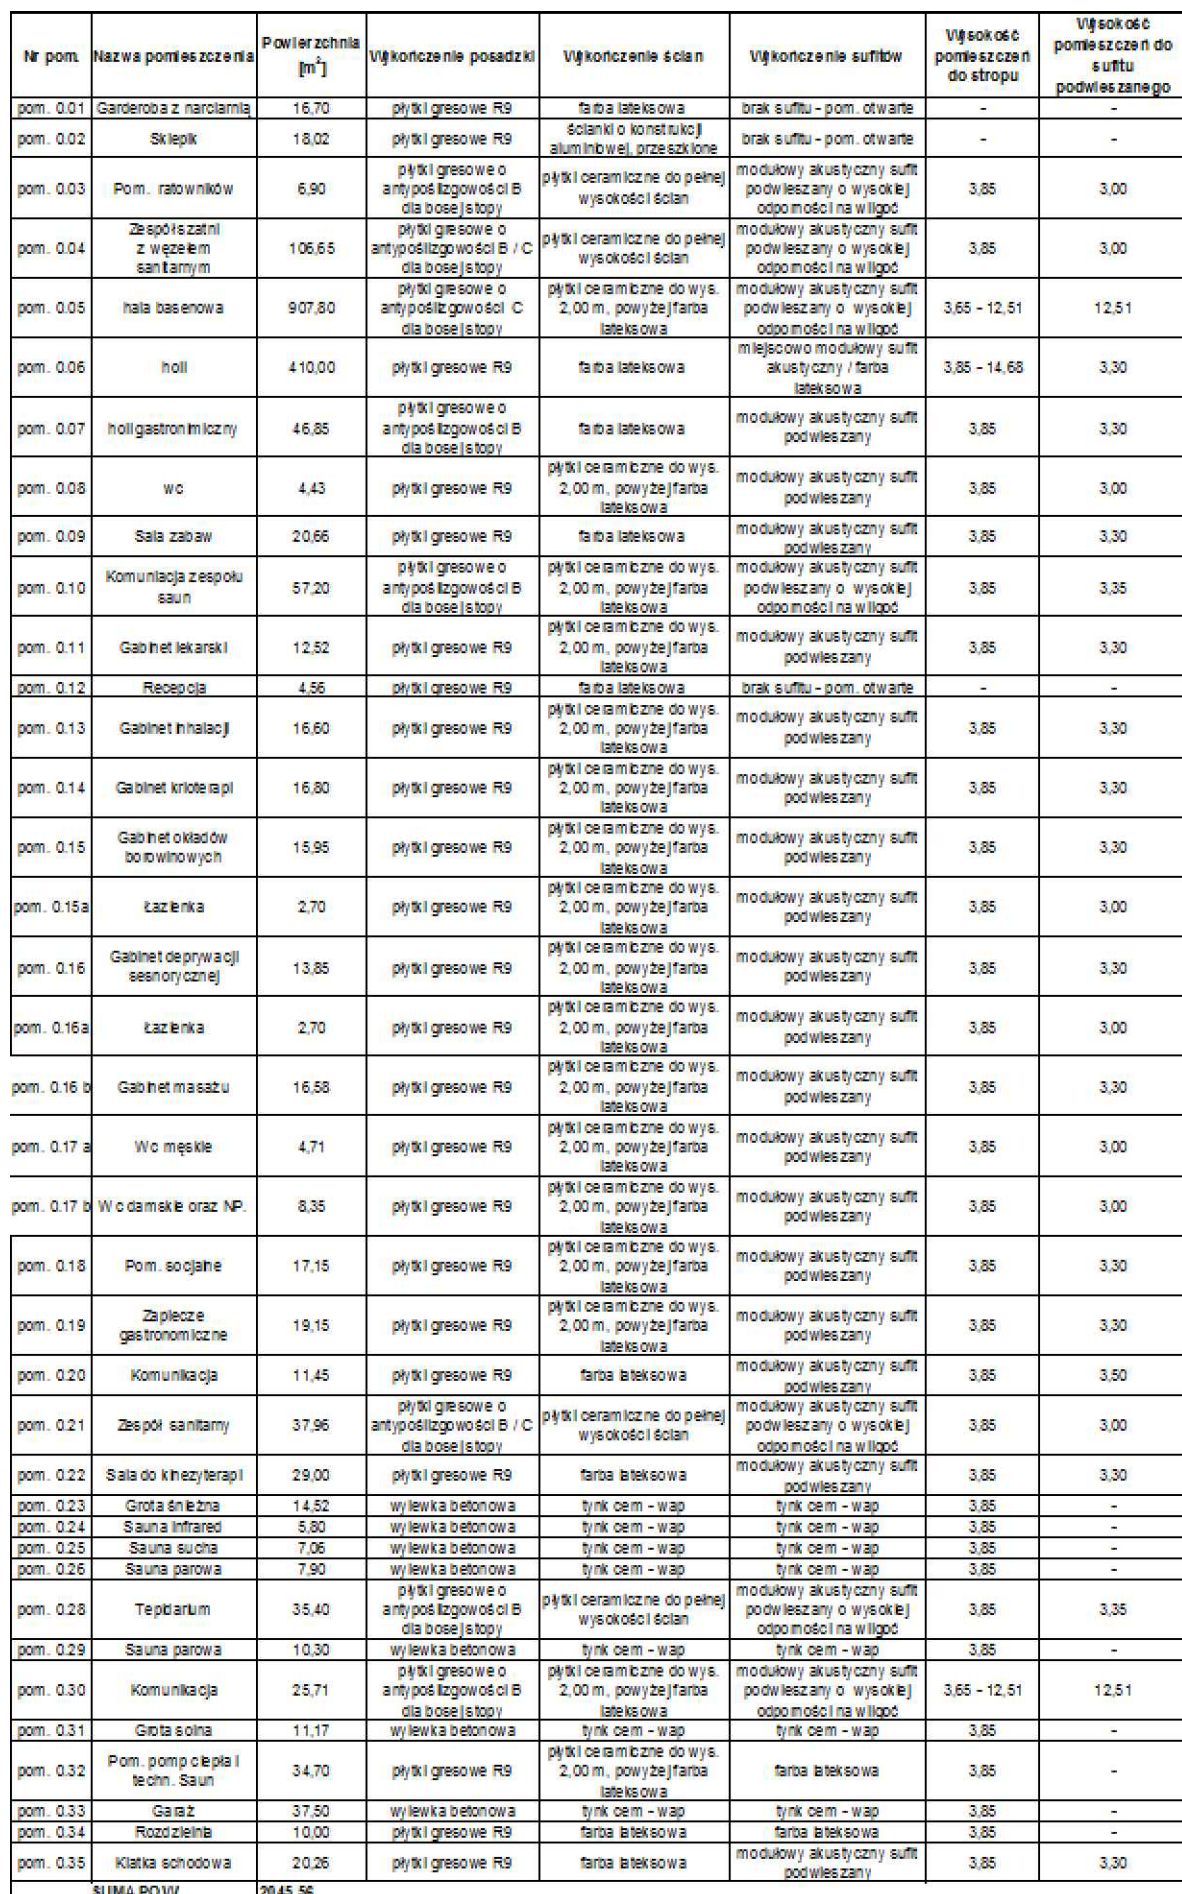 Nr pom. Nazwa pomieszczenia Powierzchnia [m²] Wykończenie posadzki Wykończenie ścian Wykończenie sufitów Wysokość pomieszczeń do stropu Wysokość pomieszczeń do sufitu podwieszanego
pom. 0.01 Garderoba z narciarnią 16,70 płytki gresowe R9 farba lateksowa brak sufitu - pom. otwarte - -
pom. 0.02 Sklepik 18,02 płytki gresowe R9 ścianki o konstrukcji aluminiowej, przeszklone brak sufitu - pom. otwarte - -
pom. 0.03 Pom. ratowników 6,90 płytki gresowe o antypoślizgowości B dla bosej stopy płytki ceramiczne do pełnej wysokości ścian modułowy akustyczny sufit podwieszany o wysokiej odporności na wilgoć 3,85 3,00
pom. 0.04 Zespół szatni z węzełem sanitarnym 106,65 płytki gresowe o antypoślizgowości B / C dla bosej stopy płytki ceramiczne do pełnej wysokości ścian modułowy akustyczny sufit podwieszany o wysokiej odporności na wilgoć 3,85 3,00
pom. 0.05 hala basenowa 907,80 płytki gresowe o antypoślizgowości C dla bosej stopy płytki ceramiczne do wys. 2,00 m, powyżej farba lateksowa modułowy akustyczny sufit podwieszany o wysokiej odporności na wilgoć 3,65 - 12,51 12,51
pom. 0.06 holl 410,00 płytki gresowe R9 farba lateksowa miejscowo modułowy sufit akustyczny / farba lateksowa 3,85 - 14,68 3,30
pom. 0.07 holl gastronimiczny 46,85 płytki gresowe o antypoślizgowości B dla bosej stopy farba lateksowa modułowy akustyczny sufit podwieszany 3,85 3,30
pom. 0.08 wc 4,43 płytki gresowe R9 płytki ceramiczne do wys. 2,00 m, powyżej farba lateksowa modułowy akustyczny sufit podwieszany 3,85 3,00
pom. 0.09 Sala zabaw 20,66 płytki gresowe R9 farba lateksowa modułowy akustyczny sufit podwieszany 3,85 3,30
pom. 0.10 Komuniacja zespołu saun 57,20 płytki gresowe o antypoślizgowości B dla bosej stopy płytki ceramiczne do wys. 2,00 m, powyżej farba lateksowa modułowy akustyczny sufit podwieszany o wysokiej odporności na wilgoć 3,85 3,35
pom. 0.11 Gabinet lekarski 12,52 płytki gresowe R9 płytki ceramiczne do wys. 2,00 m, powyżej farba lateksowa modułowy akustyczny sufit podwieszany 3,85 3,30
pom. 0.12 Recepcja 4,56 płytki gresowe R9 farba lateksowa brak sufitu - pom. otwarte - -
pom. 0.13 Gabinet inhalacji 16,60 płytki gresowe R9 płytki ceramiczne do wys. 2,00 m, powyżej farba lateksowa modułowy akustyczny sufit podwieszany 3,85 3,30
pom. 0.14 Gabinet krioterapi 16,80 płytki gresowe R9 płytki ceramiczne do wys. 2,00 m, powyżej farba lateksowa modułowy akustyczny sufit podwieszany 3,85 3,30
pom. 0.15 Gabinet okładów borowinowych 15,95 płytki gresowe R9 płytki ceramiczne do wys. 2,00 m, powyżej farba lateksowa modułowy akustyczny sufit podwieszany 3,85 3,30
pom. 0.15a Łazienka 2,70 płytki gresowe R9 płytki ceramiczne do wys. 2,00 m, powyżej farba lateksowa modułowy akustyczny sufit podwieszany 3,85 3,00
pom. 0.16 Gabinet deprywacji sesnorycznej 13,85 płytki gresowe R9 płytki ceramiczne do wys. 2,00 m, powyżej farba lateksowa modułowy akustyczny sufit podwieszany 3,85 3,30
pom. 0.16a Łazienka 2,70 płytki gresowe R9 płytki ceramiczne do wys. 2,00 m, powyżej farba lateksowa modułowy akustyczny sufit podwieszany 3,85 3,00
pom. 0.16 b Gabinet masażu 16,58 płytki gresowe R9 płytki ceramiczne do wys. 2,00 m, powyżej farba lateksowa modułowy akustyczny sufit podwieszany 3,85 3,30
pom. 0.17 a Wc męskie 4,71 płytki gresowe R9 płytki ceramiczne do wys. 2,00 m, powyżej farba lateksowa modułowy akustyczny sufit podwieszany 3,85 3,00
pom. 0.17 b Wc damskie oraz NP. 8,35 płytki gresowe R9 płytki ceramiczne do wys. 2,00 m, powyżej farba lateksowa modułowy akustyczny sufit podwieszany 3,85 3,00
pom. 0.18 Pom. socjalne 17,15 płytki gresowe R9 płytki ceramiczne do wys. 2,00 m, powyżej farba lateksowa modułowy akustyczny sufit podwieszany 3,85 3,30
pom. 0.19 Zaplecze gastronomiczne 19,15 płytki gresowe R9 płytki ceramiczne do wys. 2,00 m, powyżej farba lateksowa modułowy akustyczny sufit podwieszany 3,85 3,30
pom. 0.20 Komunikacja 11,45 płytki gresowe R9 farba lateksowa modułowy akustyczny sufit podwieszany 3,85 3,50
pom. 0.21 Zespół sanitarny 37,96 płytki gresowe o antypoślizgowości B / C dla bosej stopy płytki ceramiczne do pełnej wysokości ścian modułowy akustyczny sufit podwieszany o wysokiej odporności na wilgoć 3,85 3,00
pom. 0.22 Sala do kinezyterapi 29,00 płytki gresowe R9 farba lateksowa modułowy akustyczny sufit podwieszany 3,85 3,30
pom. 0.23 Grota śnieżna 14,52 wylewka betonowa tynk cem - wap tynk cem - wap 3,85 -
pom. 0.24 Sauna infrared 5,80 wylewka betonowa tynk cem - wap tynk cem - wap 3,85 -
pom. 0.25 Sauna sucha 7,06 wylewka betonowa tynk cem - wap tynk cem - wap 3,85 -
pom. 0.26 Sauna parowa 7,90 wylewka betonowa tynk cem - wap tynk cem - wap 3,85 -
pom. 0.28 Tepidarium 35,40 płytki gresowe o antypoślizgowości B dla bosej stopy płytki ceramiczne do pełnej wysokości ścian modułowy akustyczny sufit podwieszany o wysokiej odporności na wilgoć 3,85 3,35
pom. 0.29 Sauna parowa 10,30 wylewka betonowa tynk cem - wap tynk cem - wap 3,85 -
pom. 0.30 Komunikacja 25,71 płytki gresowe o antypoślizgowości B dla bosej stopy płytki ceramiczne do wys. 2,00 m, powyżej farba lateksowa modułowy akustyczny sufit podwieszany o wysokiej odporności na wilgoć 3,65 - 12,51 12,51
pom. 0.31 Grota solna 11,17 wylewka betonowa tynk cem - wap tynk cem - wap 3,85 -
pom. 0.32 Pom. pomp ciepła i techn. Saun 34,70 płytki gresowe R9 płytki ceramiczne do wys. 2,00 m, powyżej farba lateksowa farba lateksowa 3,85 -
pom. 0.33 Garaż 37,50 wylewka betonowa tynk cem - wap tynk cem - wap 3,85 -
pom. 0.34 Rozdzielnia 10,00 płytki gresowe R9 farba lateksowa farba lateksowa 3,85 -
pom. 0.35 Klatka schodowa 20,26 płytki gresowe R9 farba lateksowa modułowy akustyczny sufit podwieszany 3,85 3,30
SUMA POW. 2045,56